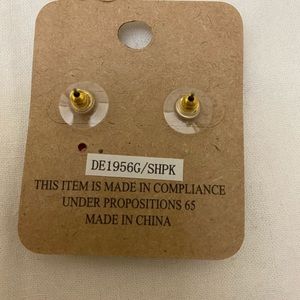 DE1956G/SHPK
THIS ITEM IS MADE IN COMPLIANCE
UNDER PROPOSITIONS 65
MADE IN CHINA